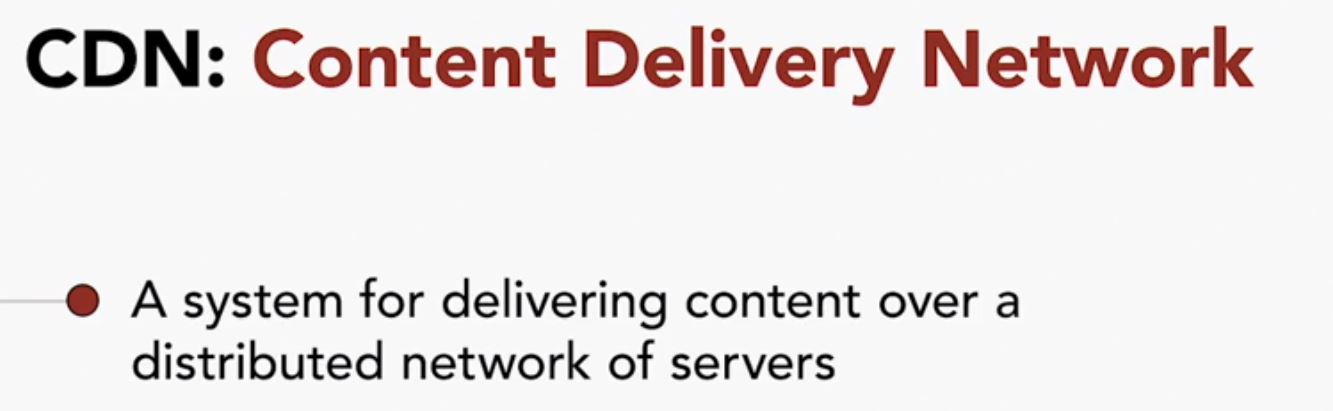 CDN: Content Delivery Network
A system for delivering content over a
distributed network of servers